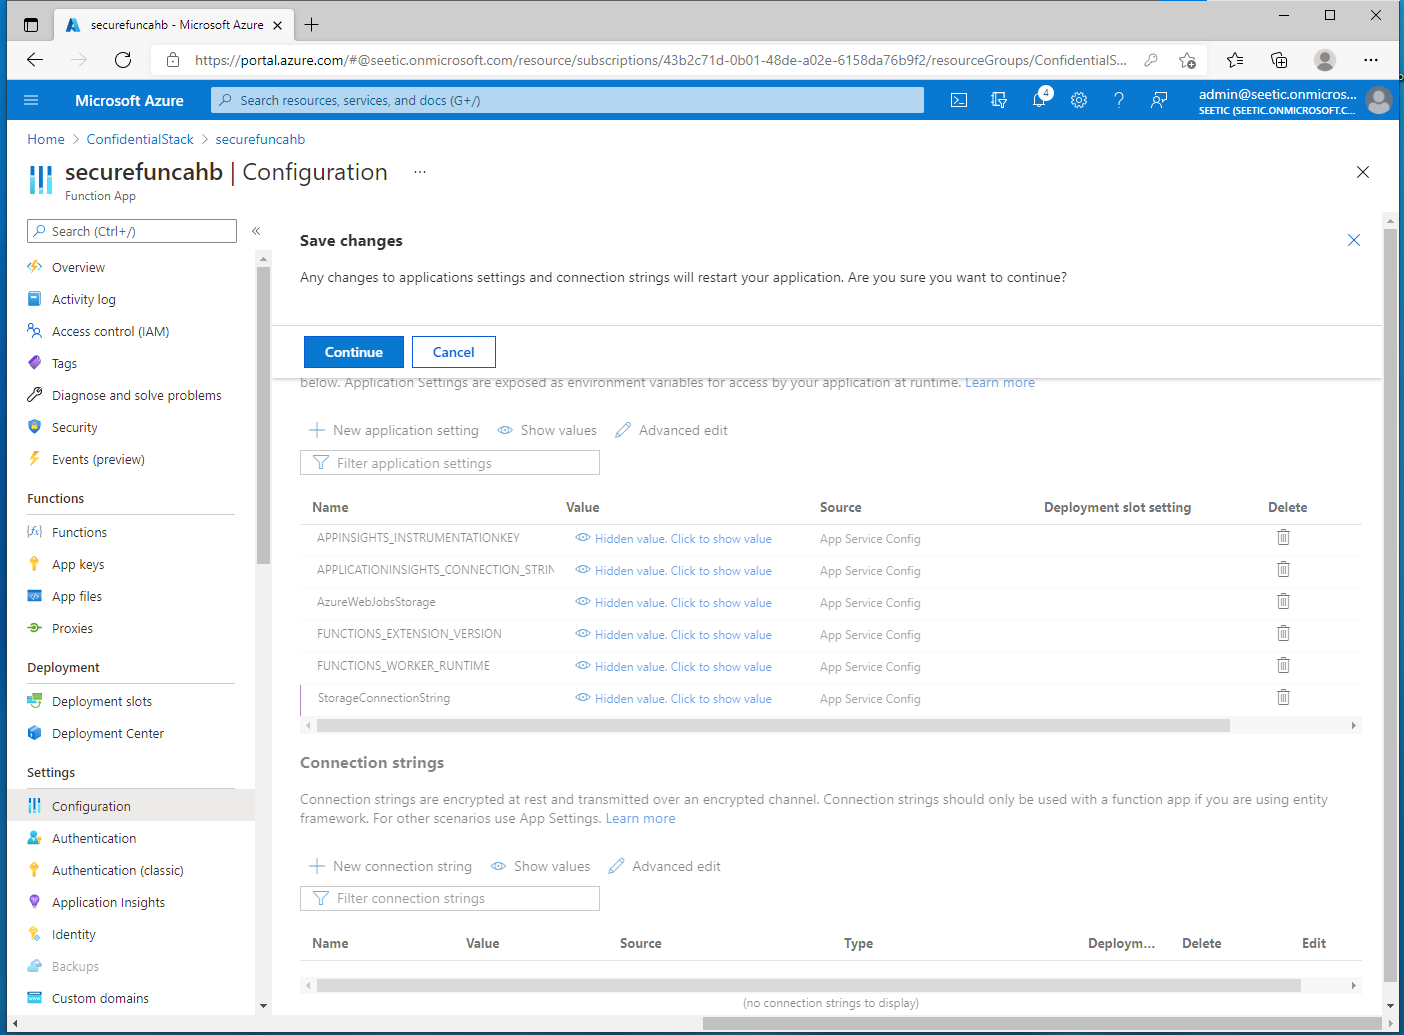 securefuncahb - Microsoft Azure
https://portal.azure.com/#@seetic.onmicrosoft.com/resource/subscriptions/43b2c71d-0b01-48de-a02e-6158da76b9f2/resourceGroups/ConfidentialS...
Microsoft Azure
Search resources, services, and docs (G+/)
4
admin@seetic.onmicros...
SEETIC (SEETIC.ONMICROSOFT.C...
Home > ConfidentialStack > securefuncahb
securefuncahb | Configuration ...
Function App
Search (Ctrl+/)
«
Overview
Activity log
Access control (IAM)
Tags
Diagnose and solve problems
Security
Events (preview)
Functions
Functions
App keys
App files
Proxies
Deployment
Deployment slots
Deployment Center
Settings
Configuration
Authentication
Authentication (classic)
Application Insights
Identity
Backups
Custom domains
Save changes
Any changes to applications settings and connection strings will restart your application. Are you sure you want to continue?
Continue Cancel
below. Application Settings are exposed as environment variables for access by your application at runtime. Learn more
New application setting Show values Advanced edit
Filter application settings
Name Value Source Deployment slot setting Delete
APPINSIGHTS_INSTRUMENTATIONKEY Hidden value. Click to show value App Service Config
APPLICATIONINSIGHTS_CONNECTION_STRIN Hidden value. Click to show value App Service Config
AzureWebJobsStorage Hidden value. Click to show value App Service Config
FUNCTIONS_EXTENSION_VERSION Hidden value. Click to show value App Service Config
FUNCTIONS_WORKER_RUNTIME Hidden value. Click to show value App Service Config
StorageConnectionString Hidden value. Click to show value App Service Config
Connection strings
Connection strings are encrypted at rest and transmitted over an encrypted channel. Connection strings should only be used with a function app if you are using entity
framework. For other scenarios use App Settings. Learn more
New connection string Show values Advanced edit
Filter connection strings
Name Value Source Type Deploym... Delete Edit
(no connection strings to display)